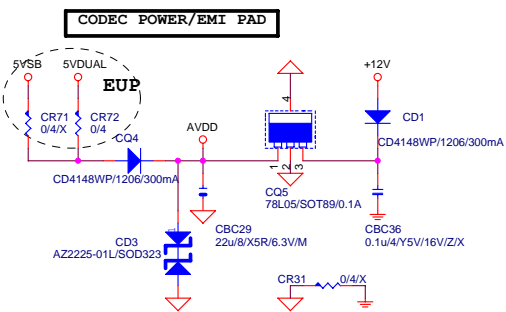 CODEC POWER/EMI PAD
5VSB
5VDUAL
+12V
EUP
CR71
0/4/X
CR72
0/4
CQ4
CD4148WP/1206/300mA
AVDD
4
1
2
3
CD1
CD4148WP/1206/300mA
CQ5
78L05/SOT89/0.1A
CBC29
22u/8/X5R/6.3V/M
CBC36
0.1u/4/Y5V/16V/Z/X
1
CD3
AZ2225-01L/SOD323
CR31
0/4/X